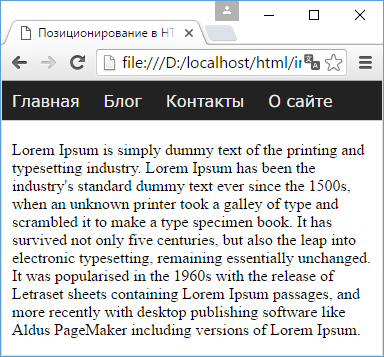 Позиционирование в HT
file:///D:/localhost/html/in
Главная Блог Контакты О сайте
Lorem Ipsum is simply dummy text of the printing and
typesetting industry. Lorem Ipsum has been the
industry's standard dummy text ever since the 1500s,
when an unknown printer took a galley of type and
scrambled it to make a type specimen book. It has
survived not only five centuries, but also the leap into
electronic typesetting, remaining essentially unchanged.
It was popularised in the 1960s with the release of
Letraset sheets containing Lorem Ipsum passages, and
more recently with desktop publishing software like
Aldus PageMaker including versions of Lorem Ipsum.